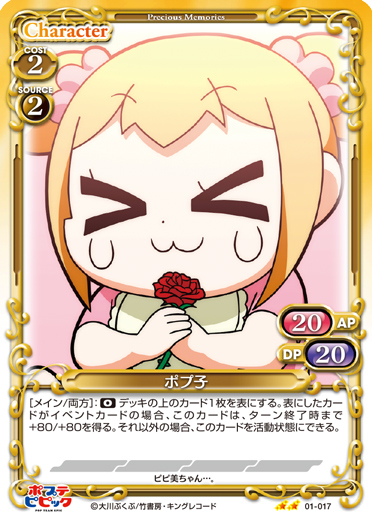 Precious Memories
Character
COST
2
SOURCE
2
20 AP
DP 20
ポプ子
[メイン/両方]: デッキの上のカード1枚を表にする。表にしたカー
ドがイベントカードの場合、このカードは、ターン終了時まで
+80/+80を得る。それ以外の場合、このカードを活動状態にできる。
ピピ美ちゃん…。
ポプテピピック
POP TEAM EPIC
©大川ぶくぶ/竹書房・キングレコード
01-017